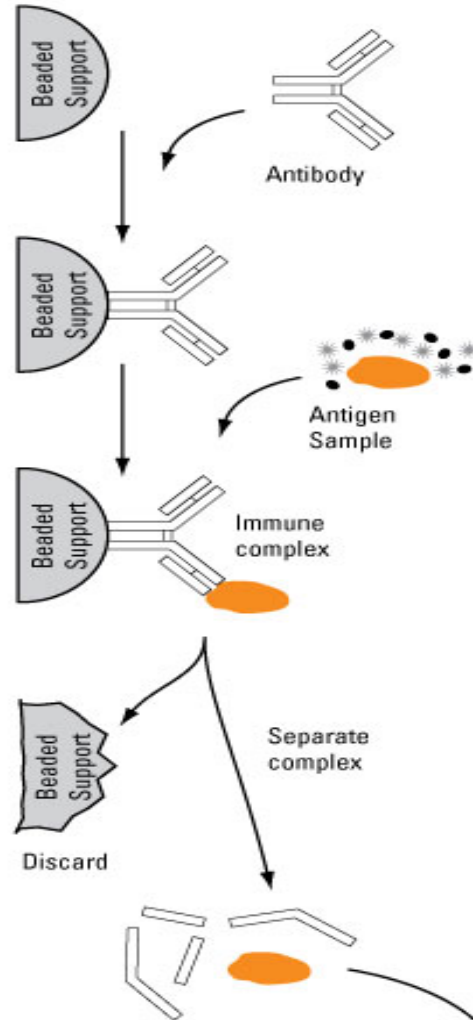 Beaded
Support
Antibody
Beaded
Support
Antigen
Sample
Beaded
Support
Immune
complex
Separate
complex
Beaded
Support
Discard